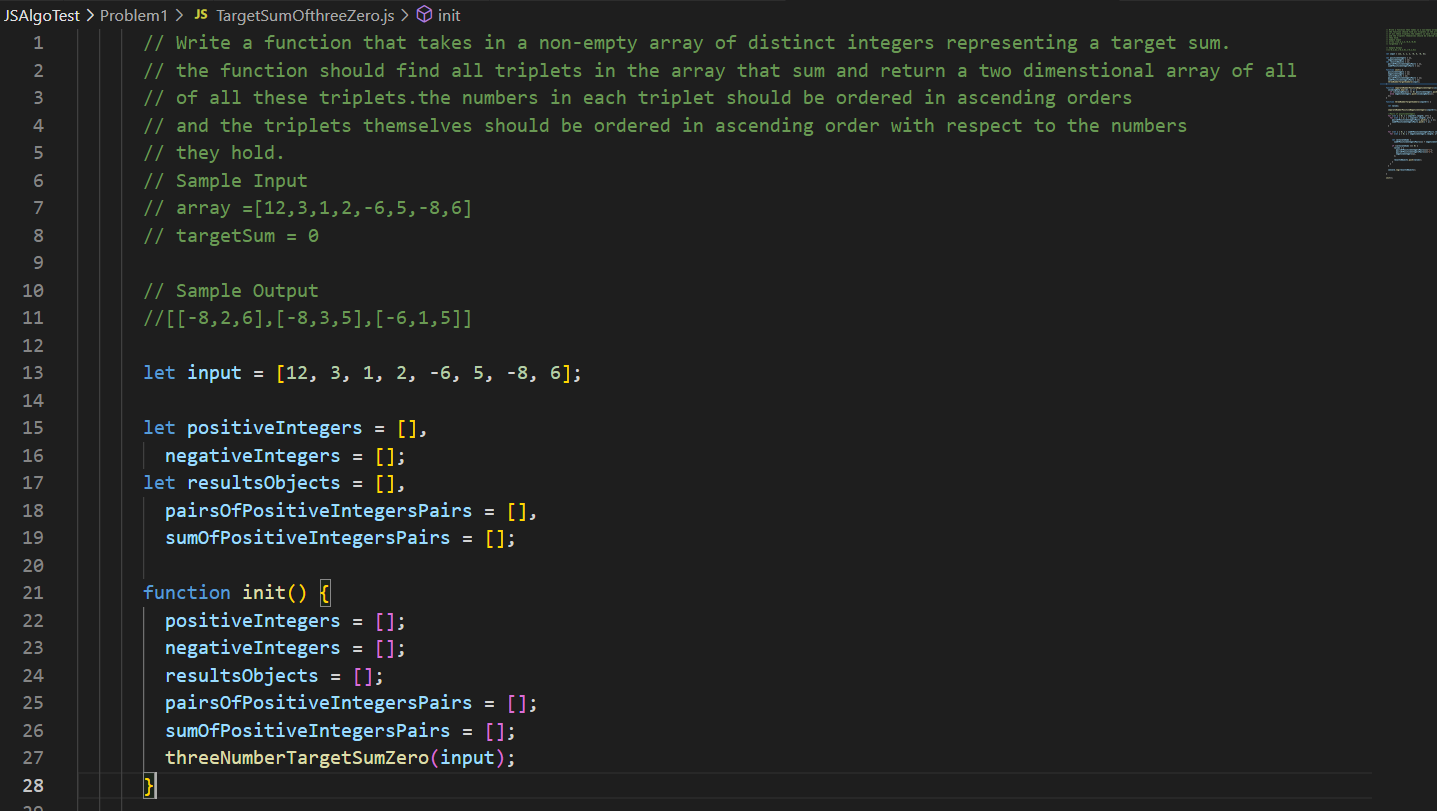 JSAlgoTest > Problem1 > JS TargetSumOfthreeZero.js > init
1 // Write a function that takes in a non-empty array of distinct integers representing a target sum.
2 // the function should find all triplets in the array that sum and return a two dimenstional array of all
3 // of all these triplets.the numbers in each triplet should be ordered in ascending orders
4 // and the triplets themselves should be ordered in ascending order with respect to the numbers
5 // they hold.
6 // Sample Input
7 // array =[12,3,1,2,-6,5,-8,6]
8 // targetSum = 0
9
10 // Sample Output
11 //[[-8,2,6],[-8,3,5],[-6,1,5]]
12
13 let input = [12, 3, 1, 2, -6, 5, -8, 6];
14
15 let positiveIntegers = [],
16 negativeIntegers = [];
17 let resultsObjects = [],
18 pairsOfPositiveIntegersPairs = [],
19 sumOfPositiveIntegersPairs = [];
20
21 function init() {
22 positiveIntegers = [];
23 negativeIntegers = [];
24 resultsObjects = [];
25 pairsOfPositiveIntegersPairs = [];
26 sumOfPositiveIntegersPairs = [];
27 threeNumberTargetSumZero(input);
28 }